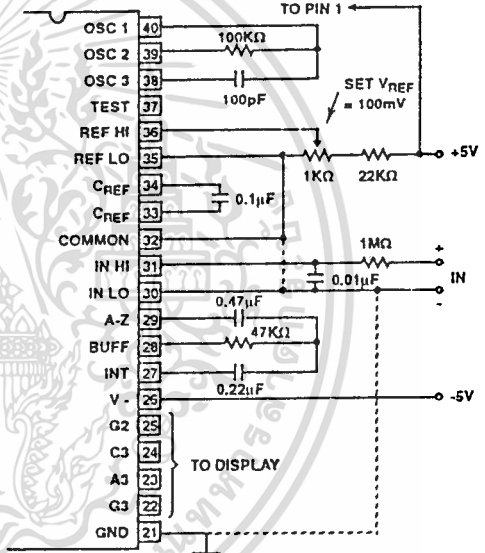 TO PIN 1
OSC 1 40
100KΩ
OSC 2 39
OSC 3 38
100pF
TEST 37
SET VREF
= 100mV
REF HI 36
REF LO 35
+5V
1KΩ 22KΩ
CREF 34
0.1µF
CREF 33
COMMON 32
1MΩ
+
IN HI 31
0.01µF
IN
IN LO 30
-
0.47µF
A-Z 29
47KΩ
BUFF 28
INT 27
0.22µF
V - 26
-5V
G2 25
C3 24
TO DISPLAY
A3 23
G3 22
GND 21